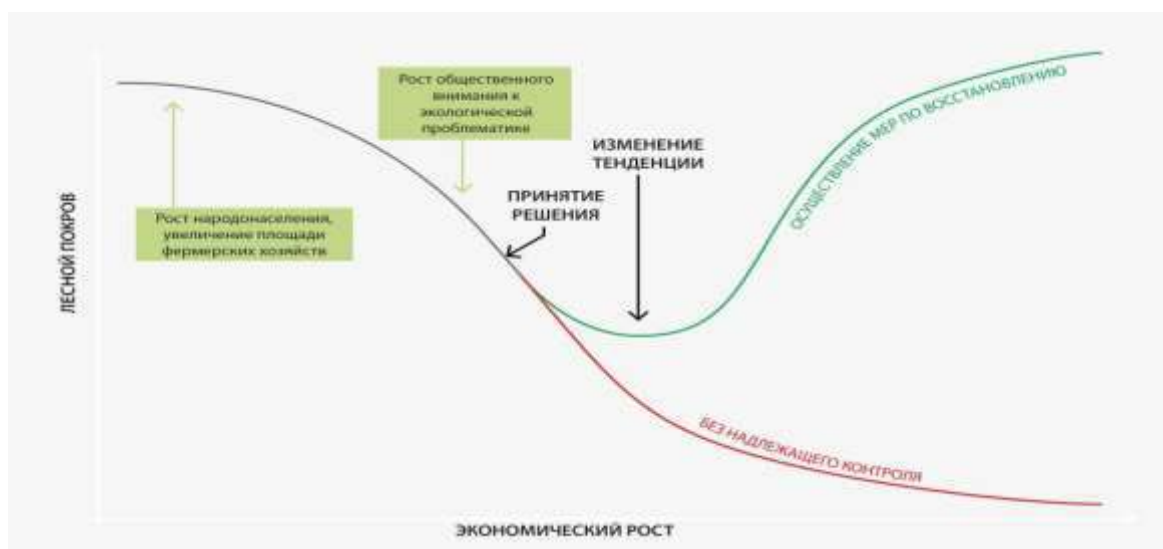 Рост общественного
внимания к
экологической
проблематике
ИЗМЕНЕНИЕ
ТЕНДЕНЦИИ
ПРИНЯТИЕ
РЕШЕНИЯ
Рост народонаселения,
увеличение площади
фермерских хозяйств
ЛЕСНОЙ ПОКРОВ
ОСУЩЕСТВЛЕНИЕ МЕР ПО ВОССТАНОВЛЕНИЮ
БЕЗ НАДЛЕЖАЩЕГО КОНТРОЛЯ
ЭКОНОМИЧЕСКИЙ РОСТ